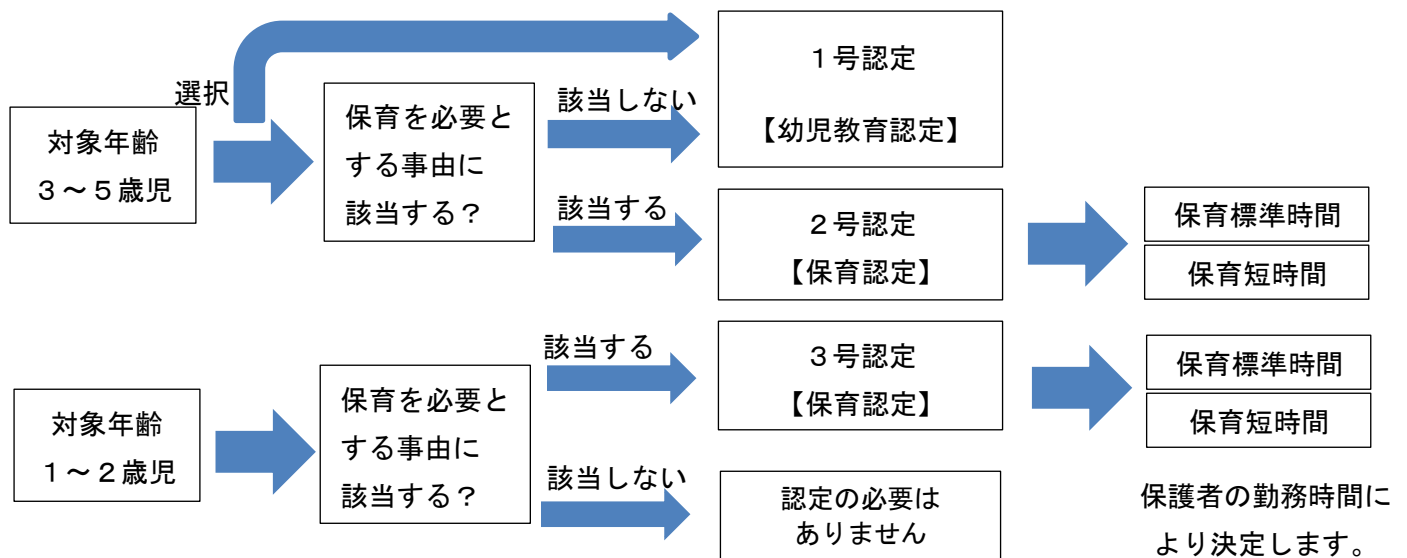 選択
対象年齢
３～５歳児
保育を必要と
する事由に
該当する？
該当しない
１号認定
【幼児教育認定】
該当する
２号認定
【保育認定】
保育標準時間
保育短時間
対象年齢
１～２歳児
保育を必要と
する事由に
該当する？
該当する
３号認定
【保育認定】
保育標準時間
保育短時間
該当しない
認定の必要は
ありません
保護者の勤務時間に
より決定します。